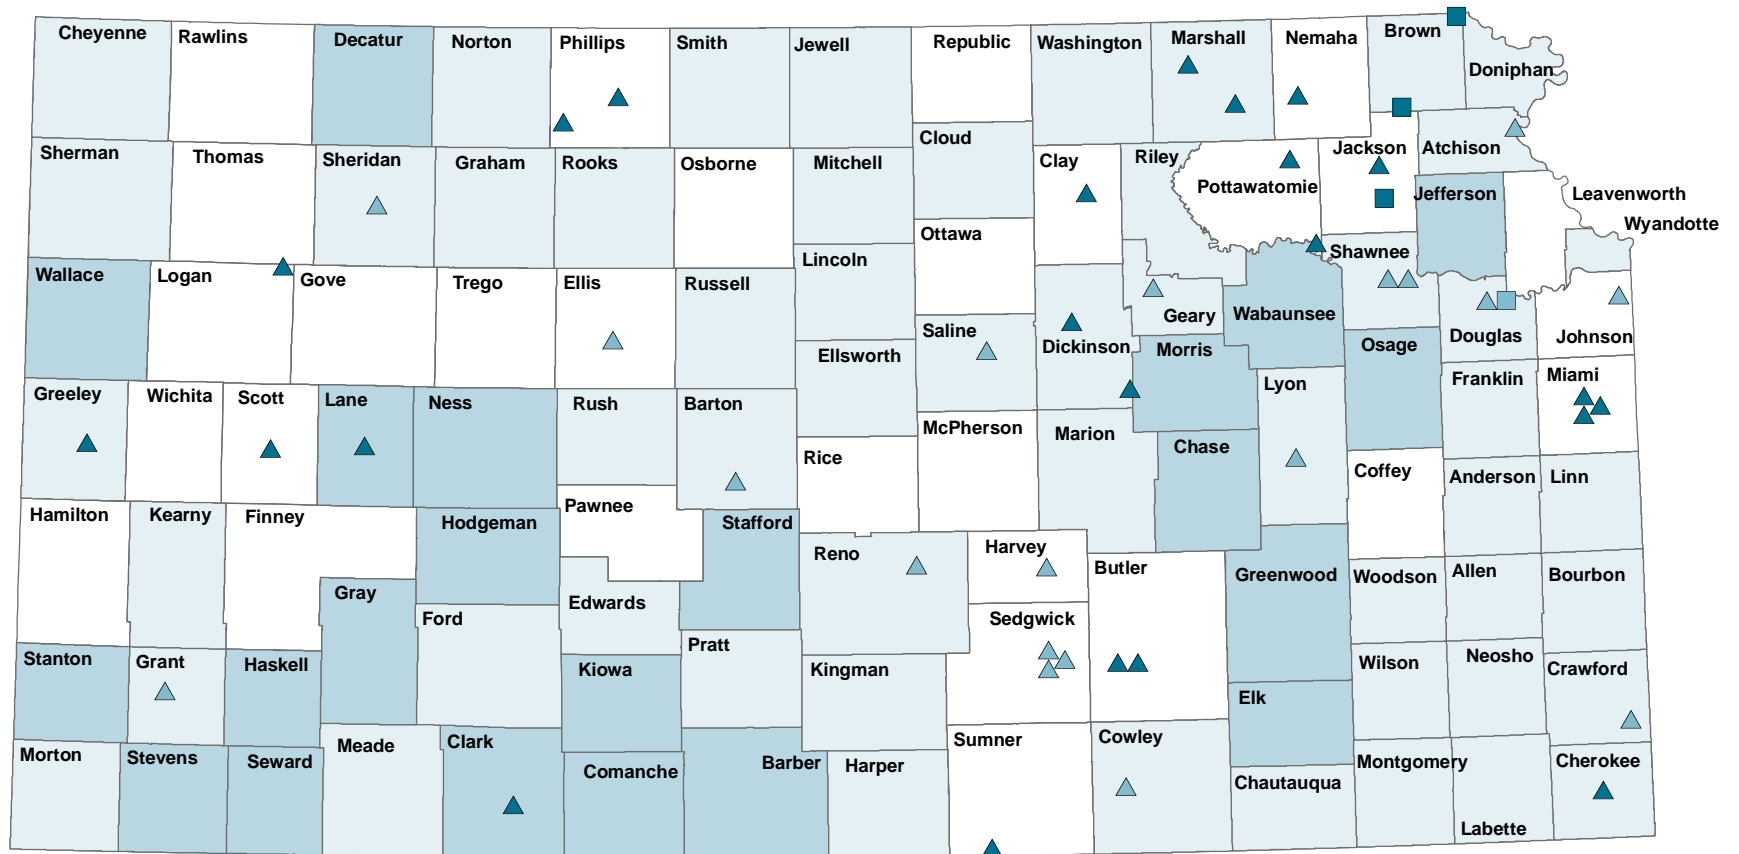 Cheyenne
Rawlins
Decatur
Norton
Phillips
Smith
Jewell
Republic
Washington
Marshall
Nemaha
Brown
Doniphan
Sherman
Thomas
Sheridan
Graham
Rooks
Osborne
Mitchell
Cloud
Clay
Riley
Pottawatomie
Jackson
Atchison
Jefferson
Leavenworth
Wyandotte
Wallace
Logan
Gove
Trego
Ellis
Russell
Lincoln
Ottawa
Saline
Ellsworth
Dickinson
Geary
Wabaunsee
Shawnee
Douglas
Johnson
Morris
Osage
Greeley
Wichita
Scott
Lane
Ness
Rush
Barton
Rice
McPherson
Marion
Chase
Lyon
Franklin
Miami
Coffey
Anderson
Linn
Hamilton
Kearny
Finney
Hodgeman
Pawnee
Stafford
Reno
Harvey
Butler
Greenwood
Woodson
Allen
Bourbon
Gray
Ford
Edwards
Sedgwick
Stanton
Grant
Haskell
Kiowa
Pratt
Kingman
Elk
Wilson
Neosho
Crawford
Morton
Stevens
Seward
Meade
Clark
Comanche
Barber
Harper
Sumner
Cowley
Chautauqua
Montgomery
Labette
Cherokee